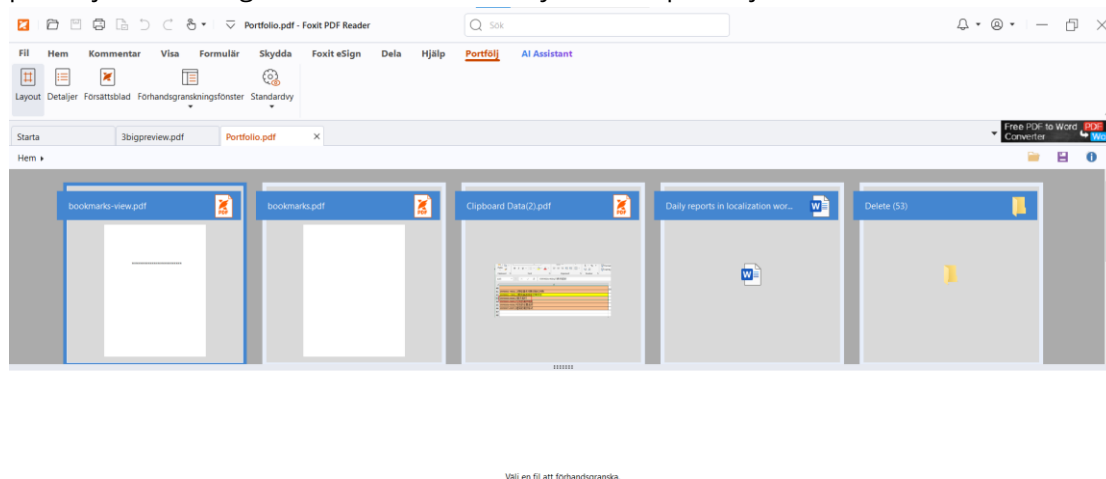 Portfolio.pdf - Foxit PDF Reader
Sök
Fil Hem Kommentar Visa Formulär Skydda Foxit eSign Dela Hjälp Portfölj AI Assistant
Layout Detaljer Försättsblad Förhandsgranskningsfönster Standardvy
Starta 3bigpreview.pdf Portfolio.pdf
Free PDF to Word
Converter
PDF
Hem
bookmarks-view.pdf
bookmarks.pdf
Clipboard Data(2).pdf
Daily reports in localization wor...
Delete (53)
Välj en fil att förhandsgranska